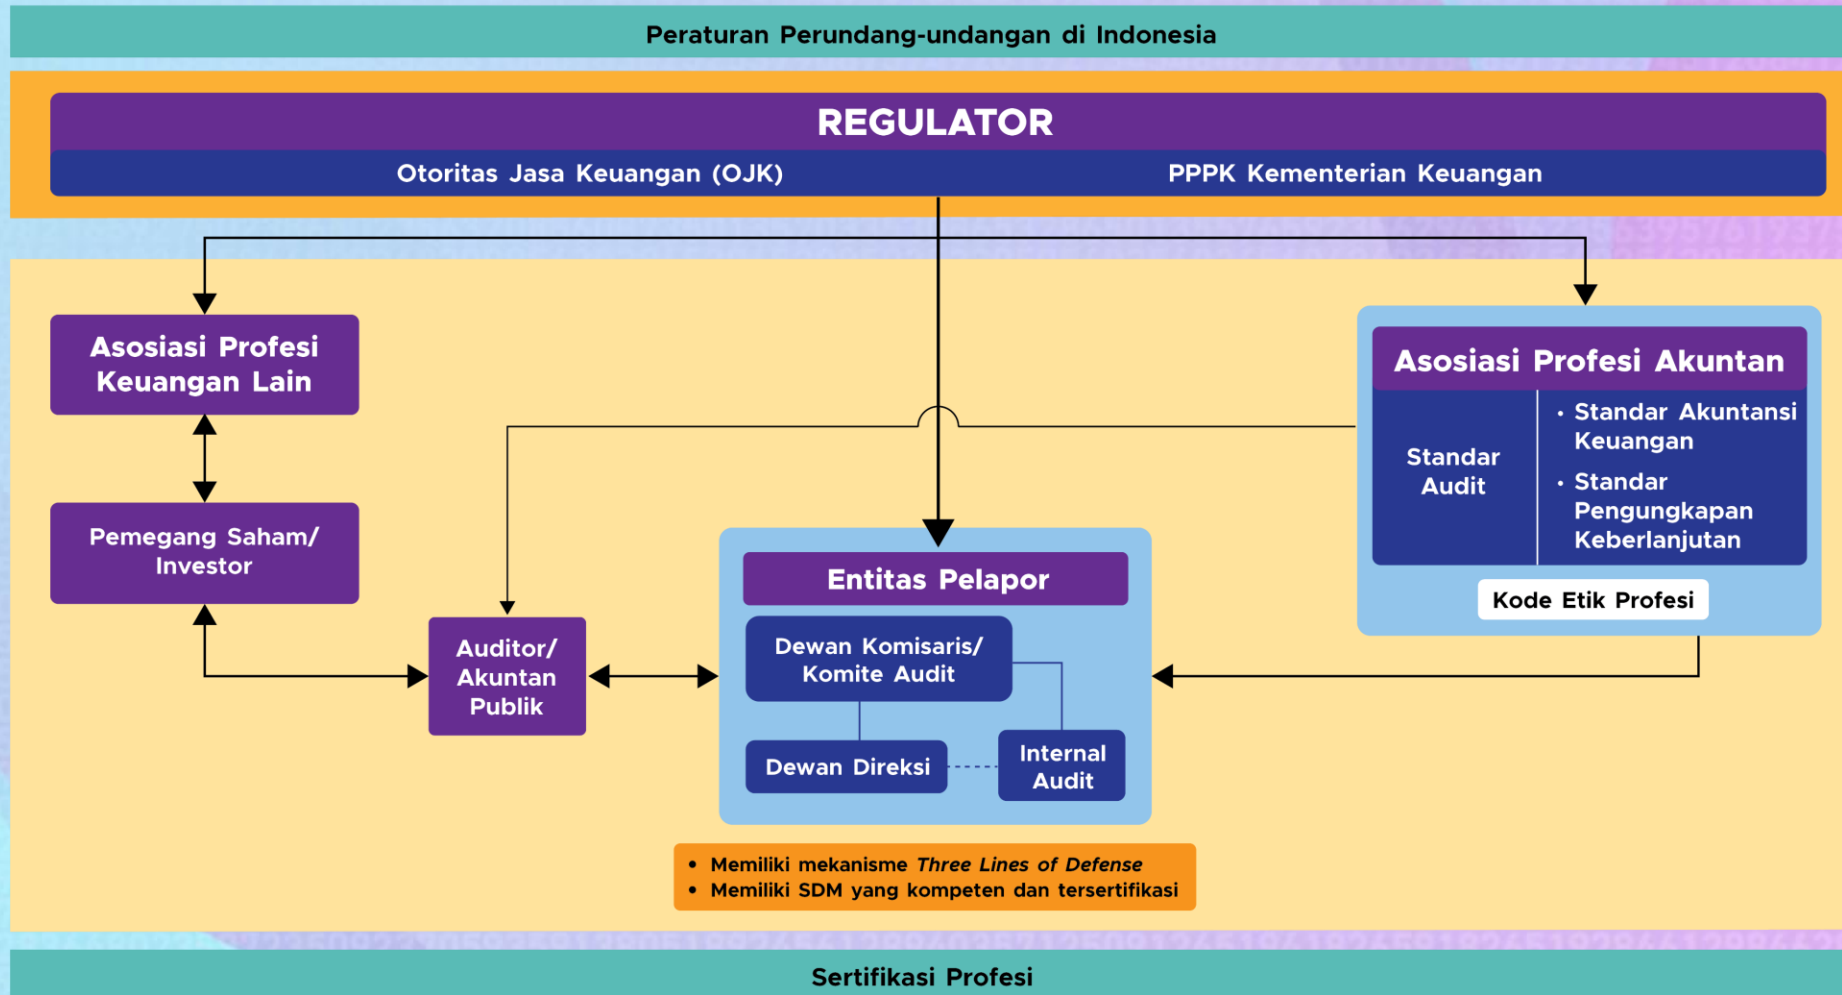 Peraturan Perundang-undangan di Indonesia
REGULATOR
Otoritas Jasa Keuangan (OJK)
PPPK Kementerian Keuangan
Asosiasi Profesi
Keuangan Lain
Pemegang Saham/
Investor
Auditor/
Akuntan
Publik
Entitas Pelapor
Dewan Komisaris/
Komite Audit
Dewan Direksi
Internal
Audit
Asosiasi Profesi Akuntan
Standar
Audit
• Standar Akuntansi
Keuangan
• Standar
Pengungkapan
Keberlanjutan
Kode Etik Profesi
• Memiliki mekanisme Three Lines of Defense
• Memiliki SDM yang kompeten dan tersertifikasi
Sertifikasi Profesi